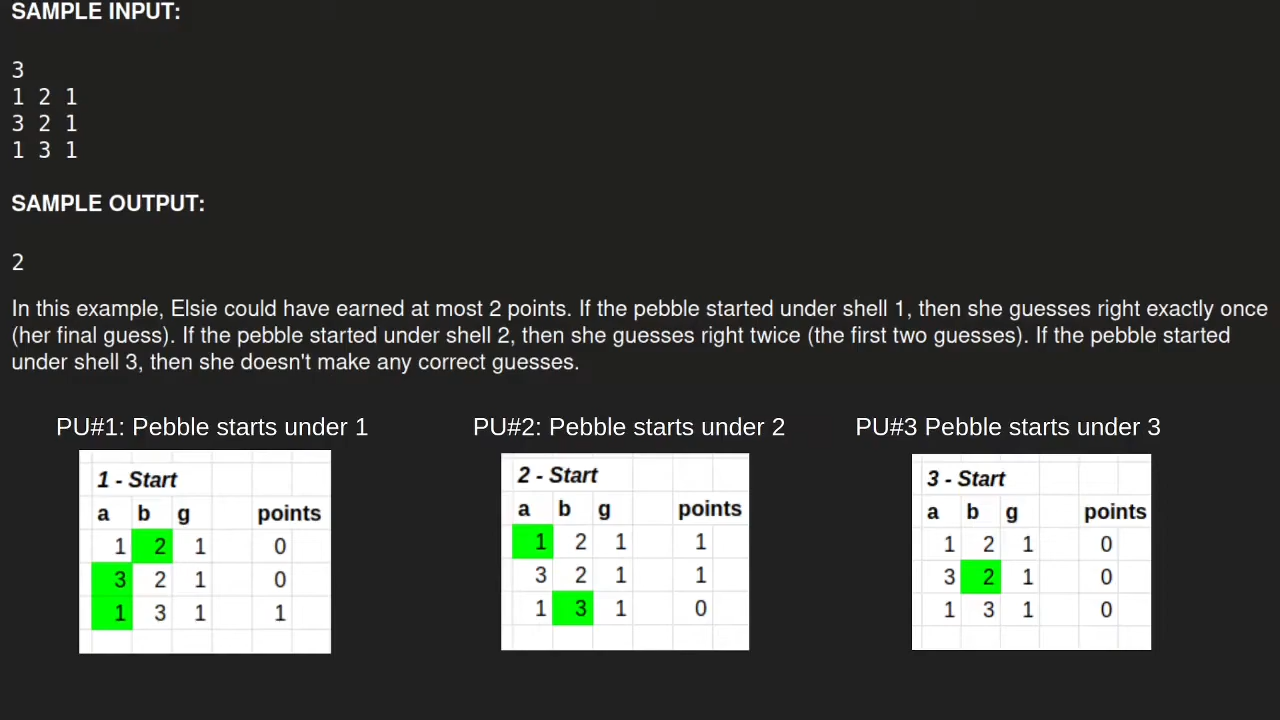 SAMPLE INPUT:
3
1 2 1
3 2 1
1 3 1
SAMPLE OUTPUT:
2
In this example, Elsie could have earned at most 2 points. If the pebble started under shell 1, then she guesses right exactly once
(her final guess). If the pebble started under shell 2, then she guesses right twice (the first two guesses). If the pebble started
under shell 3, then she doesn't make any correct guesses.
PU#1: Pebble starts under 1
1 - Start
a b g points
1 2 1 0
3 2 1 0
1 3 1 1
PU#2: Pebble starts under 2
2 - Start
a b g points
1 2 1 1
3 2 1 1
1 3 1 0
PU#3 Pebble starts under 3
3 - Start
a b g points
1 2 1 0
3 2 1 0
1 3 1 0